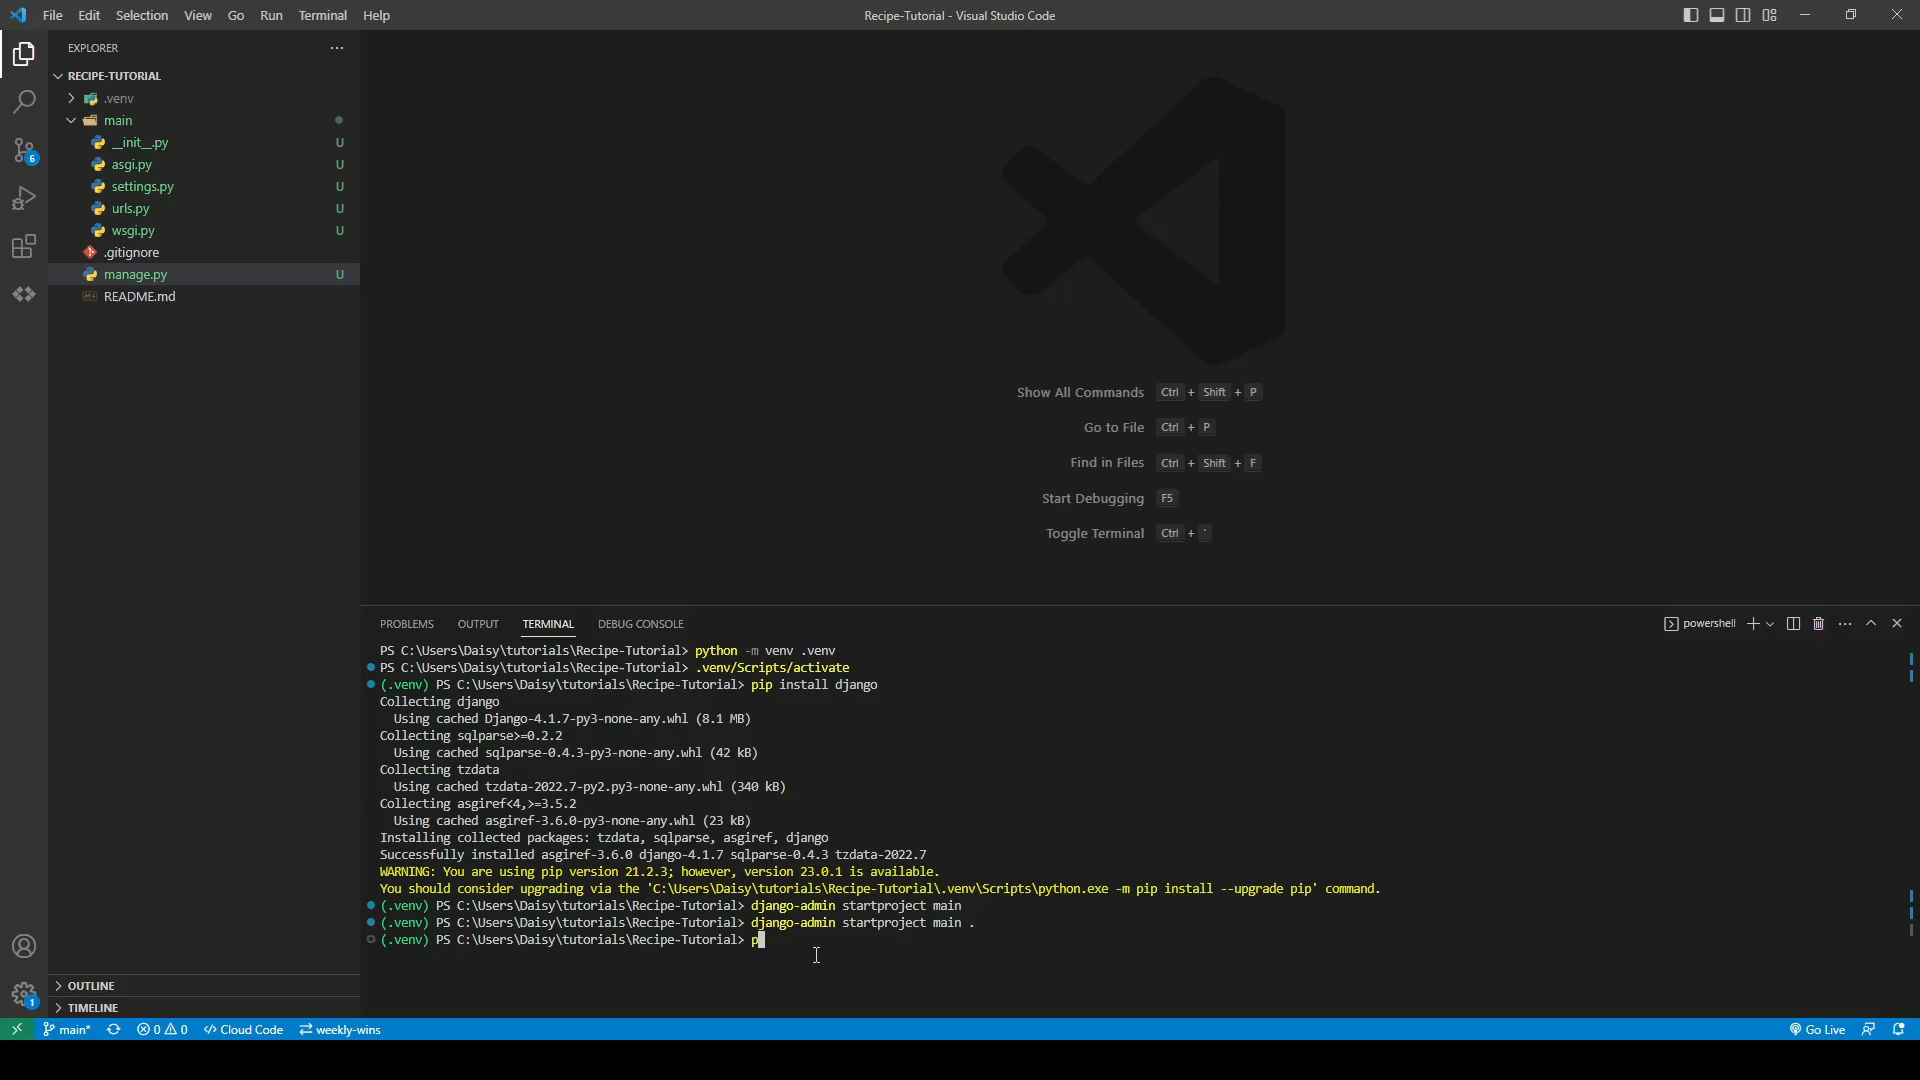 File Edit Selection View Go Run Terminal Help
Recipe-Tutorial - Visual Studio Code
EXPLORER
RECIPE-TUTORIAL
.venv
main
__init__.py U
asgi.py U
settings.py U
urls.py U
wsgi.py U
.gitignore
manage.py U
README.md
6
Show All Commands Ctrl + Shift + P
Go to File Ctrl + P
Find in Files Ctrl + Shift + F
Start Debugging F5
Toggle Terminal Ctrl + `
PROBLEMS OUTPUT TERMINAL DEBUG CONSOLE
powershell
PS C:\Users\Daisy\tutorials\Recipe-Tutorial> python -m venv .venv
PS C:\Users\Daisy\tutorials\Recipe-Tutorial> .venv/Scripts/activate
(.venv) PS C:\Users\Daisy\tutorials\Recipe-Tutorial> pip install django
Collecting django
Using cached Django-4.1.7-py3-none-any.whl (8.1 MB)
Collecting sqlparse>=0.2.2
Using cached sqlparse-0.4.3-py3-none-any.whl (42 kB)
Collecting tzdata
Using cached tzdata-2022.7-py2.py3-none-any.whl (340 kB)
Collecting asgiref<4,>=3.5.2
Using cached asgiref-3.6.0-py3-none-any.whl (23 kB)
Installing collected packages: tzdata, sqlparse, asgiref, django
Successfully installed asgiref-3.6.0 django-4.1.7 sqlparse-0.4.3 tzdata-2022.7
WARNING: You are using pip version 21.2.3; however, version 23.0.1 is available.
You should consider upgrading via the 'C:\Users\Daisy\tutorials\Recipe-Tutorial\.venv\Scripts\python.exe -m pip install --upgrade pip' command.
(.venv) PS C:\Users\Daisy\tutorials\Recipe-Tutorial> django-admin startproject main
(.venv) PS C:\Users\Daisy\tutorials\Recipe-Tutorial> django-admin startproject main .
(.venv) PS C:\Users\Daisy\tutorials\Recipe-Tutorial> p
OUTLINE
TIMELINE
1
main* 0 0 Cloud Code weekly-wins
Go Live